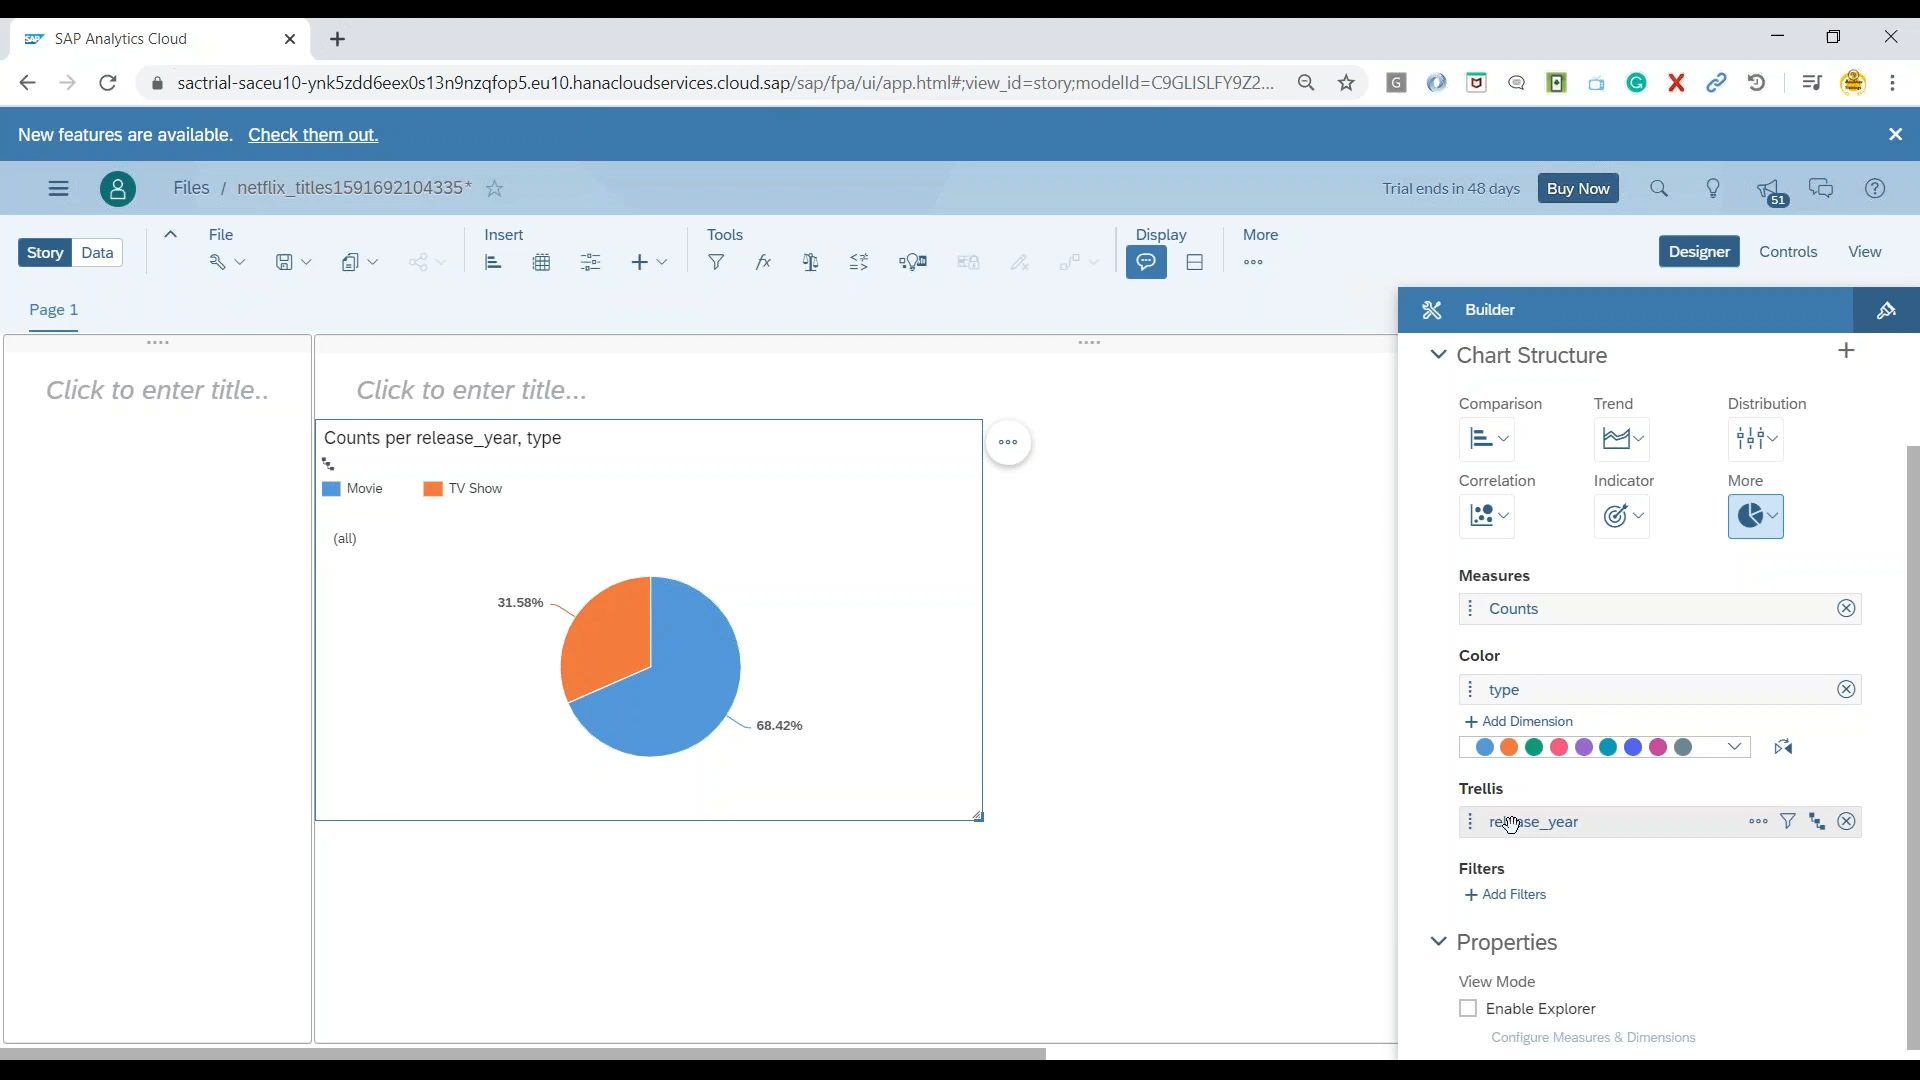 SAP Analytics Cloud
sactrial-saceu10-ynk5zdd6eex0s13n9nzqfop5.eu10.hanacloudservices.cloud.sap/sap/fpa/ui/app.html#;view_id=story;modelId=C9GLISLFY9Z2...
New features are available. Check them out.
Files / netflix_titles1591692104335*
Trial ends in 48 days
Buy Now
51
Story
Data
File
Insert
Tools
Display
More
Designer
Controls
View
Page 1
Builder
Click to enter title..
Click to enter title...
Counts per release_year, type
Movie
TV Show
(all)
31.58%
68.42%
Chart Structure
Comparison
Trend
Distribution
Correlation
Indicator
More
Measures
Counts
Color
type
+ Add Dimension
Trellis
release_year
Filters
+ Add Filters
Properties
View Mode
Enable Explorer
Configure Measures & Dimensions